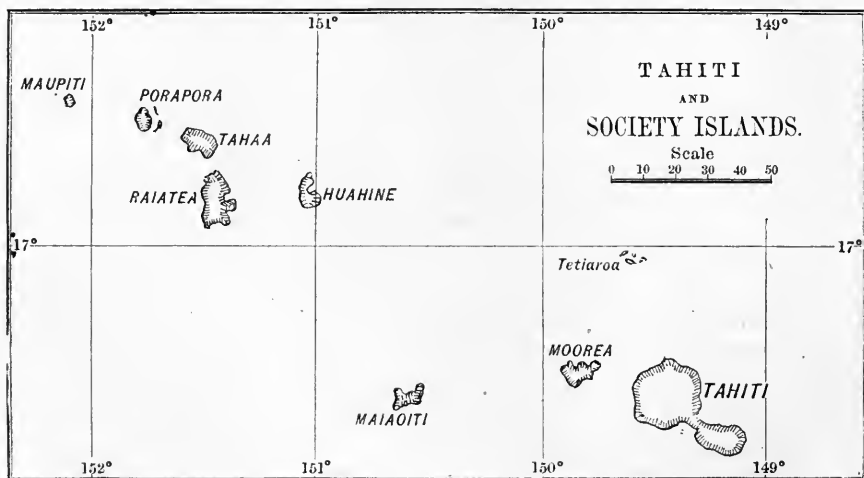 152°
151°
150°
149°
TAHITI
AND
SOCIETY ISLANDS.
Scale
0 10 20 30 40 50
MAUPITI
PORAPORA
TAHAA
RAIATEA
HUAHINE
17°
17°
Tetiaroa
MOOREA
TAHITI
MAIAOITI
152°
151°
150°
149°